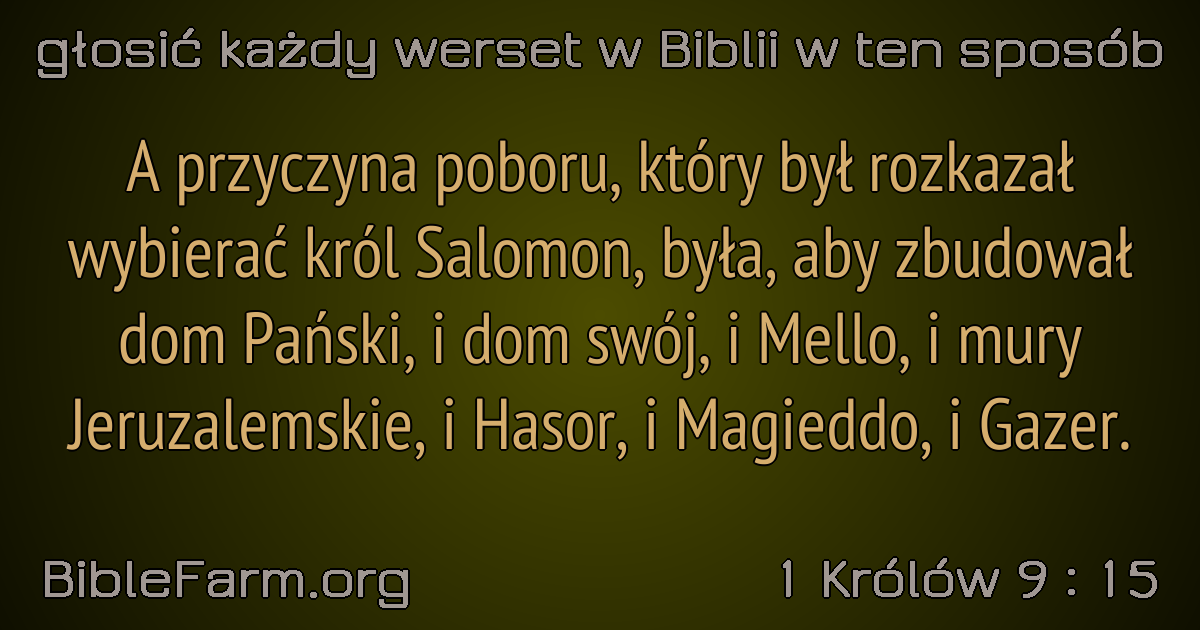 głosić każdy werset w Biblii w ten sposób
A przyczyna poboru, który był rozkazał
wybierać król Salomon, była, aby zbudował
dom Pański, i dom swój, i Mello, i mury
Jeruzalemskie, i Hasor, i Magieddo, i Gazer.
BibleFarm.org
1 Królów 9 : 15